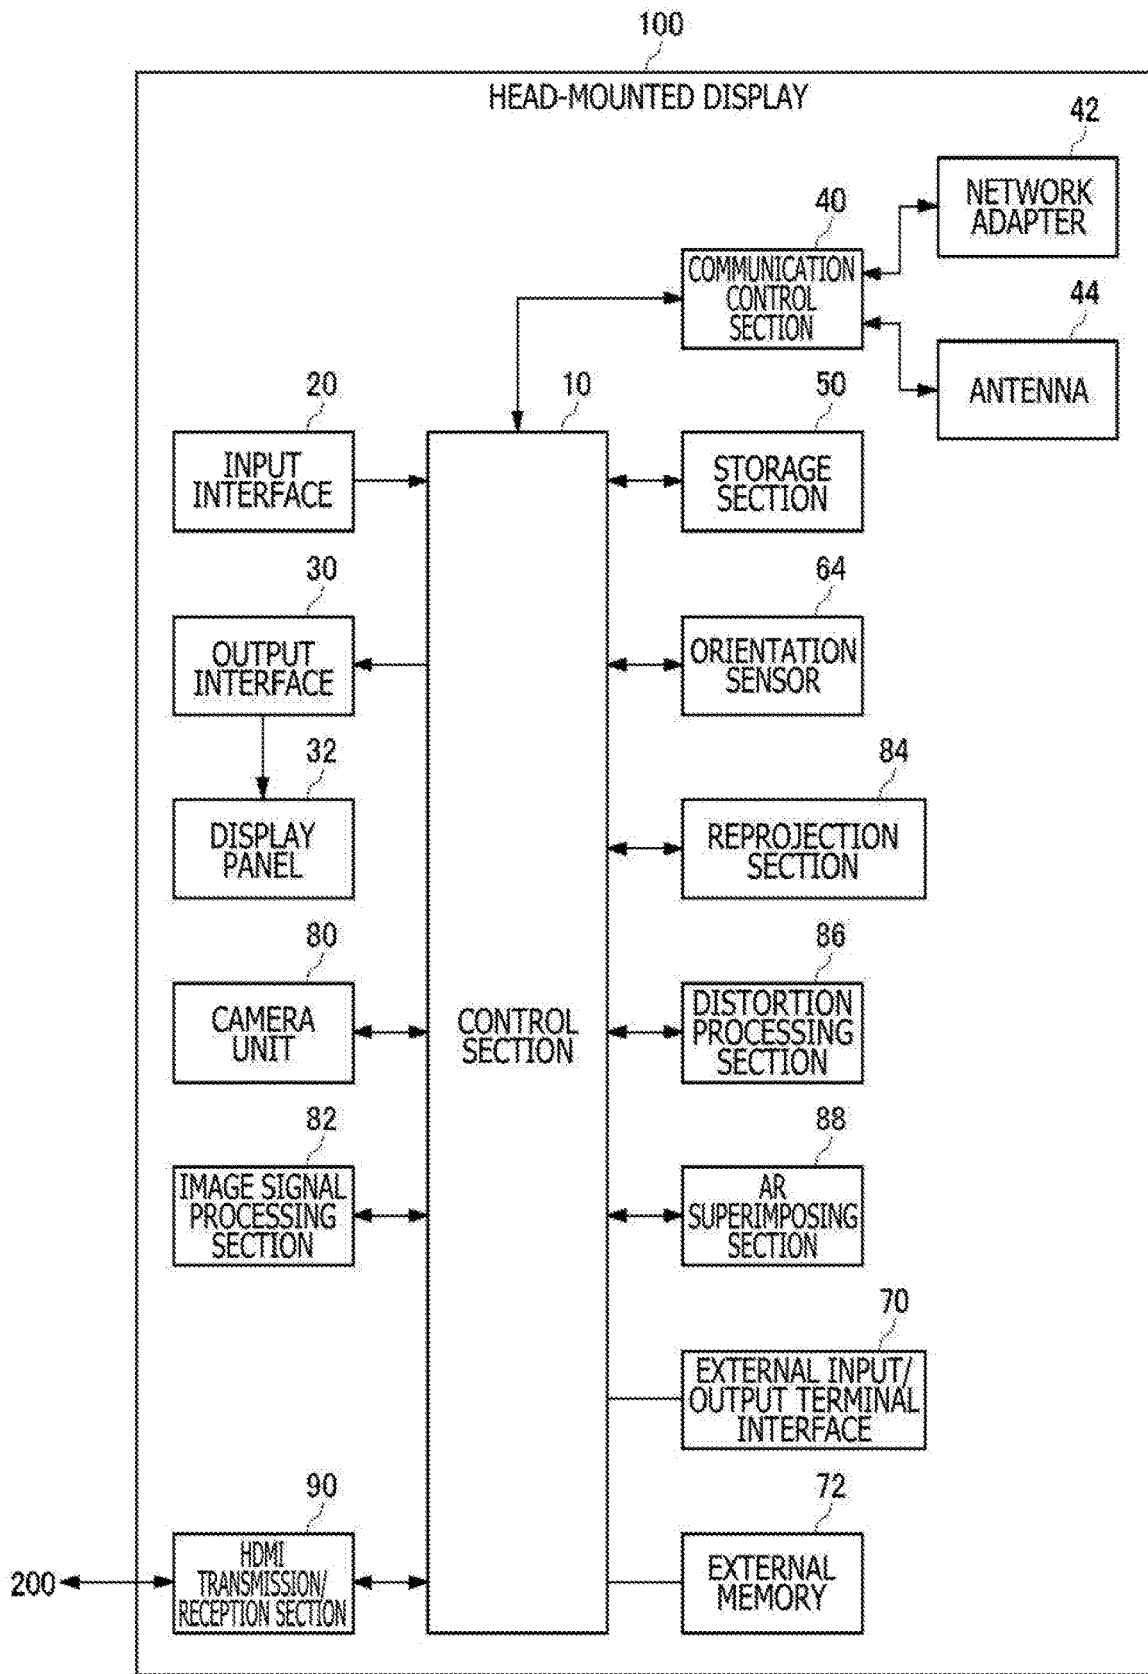 100
HEAD-MOUNTED DISPLAY
42
NETWORK
ADAPTER
40
COMMUNICATION
CONTROL
SECTION
44
ANTENNA
20
INPUT
INTERFACE
10
CONTROL
SECTION
50
STORAGE
SECTION
30
OUTPUT
INTERFACE
64
ORIENTATION
SENSOR
32
DISPLAY
PANEL
84
REPROJECTION
SECTION
80
CAMERA
UNIT
86
DISTORTION
PROCESSING
SECTION
82
IMAGE SIGNAL
PROCESSING
SECTION
88
AR
SUPERIMPOSING
SECTION
70
EXTERNAL INPUT/
OUTPUT TERMINAL
INTERFACE
90
HDMI
TRANSMISSION/
RECEPTION SECTION
200
72
EXTERNAL
MEMORY